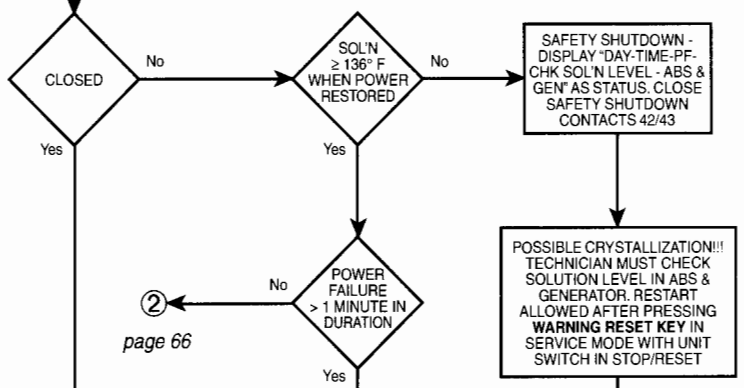 CLOSED
No
Yes
SOL'N
≥ 136° F
WHEN POWER
RESTORED
No
Yes
SAFETY SHUTDOWN -
DISPLAY "DAY-TIME-PF-
CHK SOL'N LEVEL - ABS &
GEN" AS STATUS. CLOSE
SAFETY SHUTDOWN
CONTACTS 42/43
POWER
FAILURE
> 1 MINUTE IN
DURATION
No
2
page 66
Yes
POSSIBLE CRYSTALLIZATION!!!
TECHNICIAN MUST CHECK
SOLUTION LEVEL IN ABS &
GENERATOR. RESTART
ALLOWED AFTER PRESSING
WARNING RESET KEY IN
SERVICE MODE WITH UNIT
SWITCH IN STOP/RESET